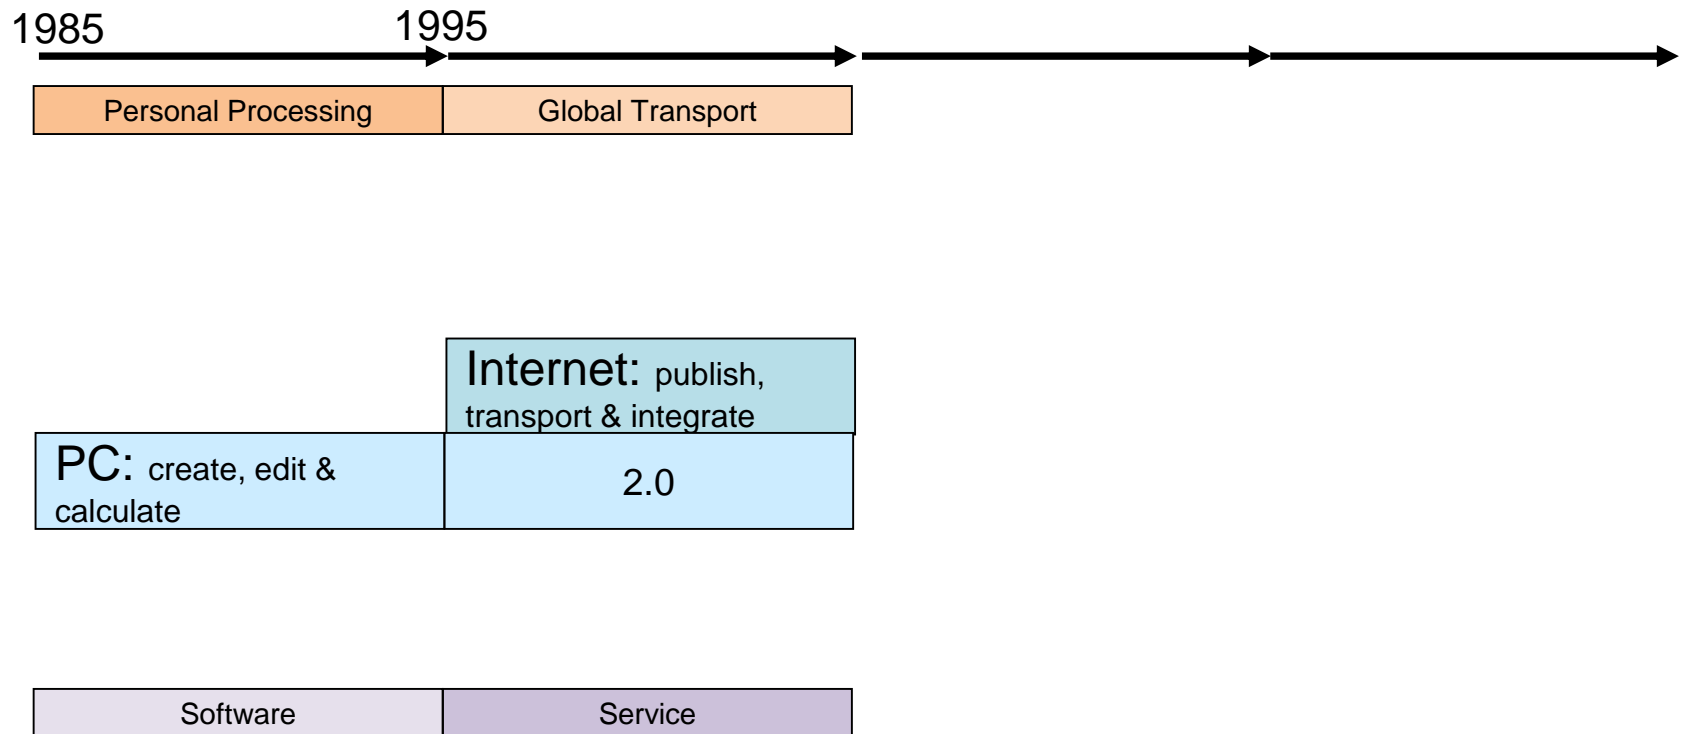 1985
1995
Personal Processing
Global Transport
Internet: publish,
transport & integrate
PC: create, edit &
calculate
2.0
Software
Service